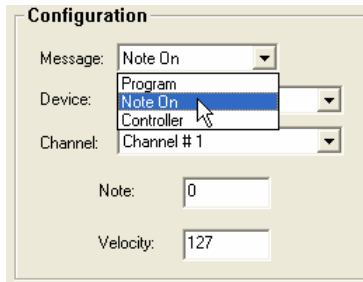 Configuration
Message: Note On
Program
Device: Note On
Controller
Channel: Channel # 1
Note: 0
Velocity: 127